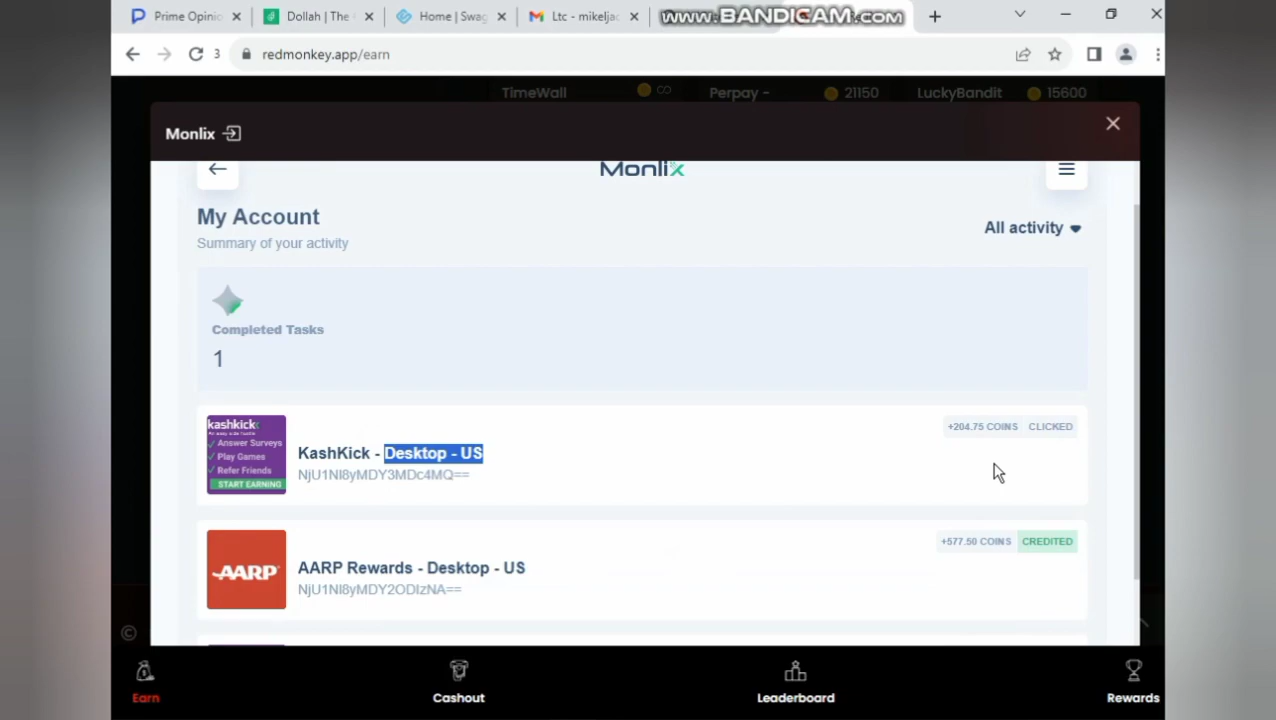 Prime Opinio
Dollah | The
Home | Swag
Ltc - mikeljac
www.BANDICAM.com
3
redmonkey.app/earn
TimeWall
Perpay -
21150
LuckyBandit
15600
Monlix
Monlix
My Account
Summary of your activity
All activity
Completed Tasks
1
kashkick
✓ Answer Surveys
✓ Play Games
✓ Refer Friends
START EARNING
KashKick - Desktop - US
NjU1NI8yMDY3MDc4MQ==
+204.75 COINS CLICKED
AARP
AARP Rewards - Desktop - US
NjU1NI8yMDY2ODIzNA==
+577.50 COINS CREDITED
©
Earn
Cashout
Leaderboard
Rewards